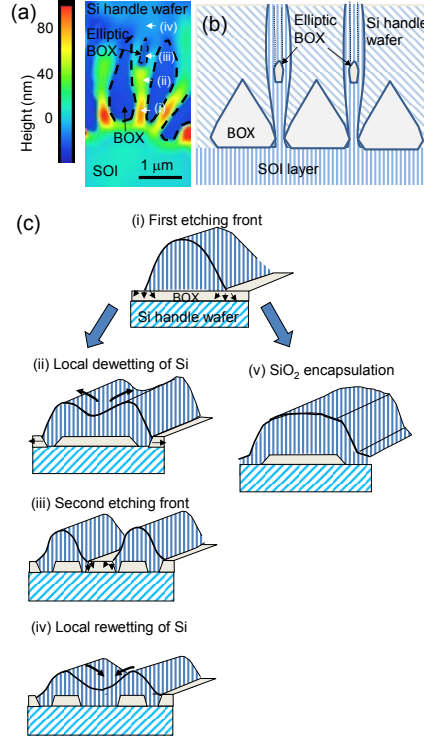 (a)
80
40
0
Height (nm)
Si handle wafer
Elliptic
BOX
(iv)
(iii)
(ii)
(i)
BOX
SOI
1 μm
(b)
Elliptic
BOX
Si handle
wafer
BOX
SOI layer
(c)
(i) First etching front
BOX
Si handle wafer
(ii) Local dewetting of Si
(v) SiO₂ encapsulation
(iii) Second etching front
(iv) Local rewetting of Si